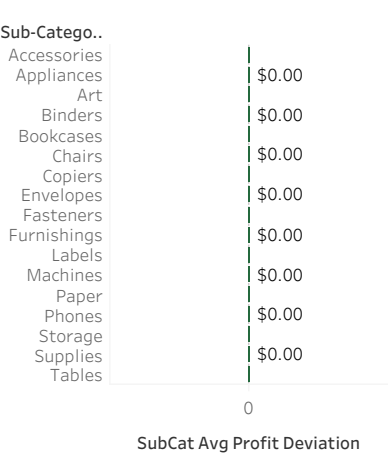 Sub-Catego..
Accessories
Appliances $0.00
Art
Binders $0.00
Bookcases
Chairs $0.00
Copiers
Envelopes $0.00
Fasteners
Furnishings $0.00
Labels
Machines $0.00
Paper
Phones $0.00
Storage
Supplies $0.00
Tables
0
SubCat Avg Profit Deviation